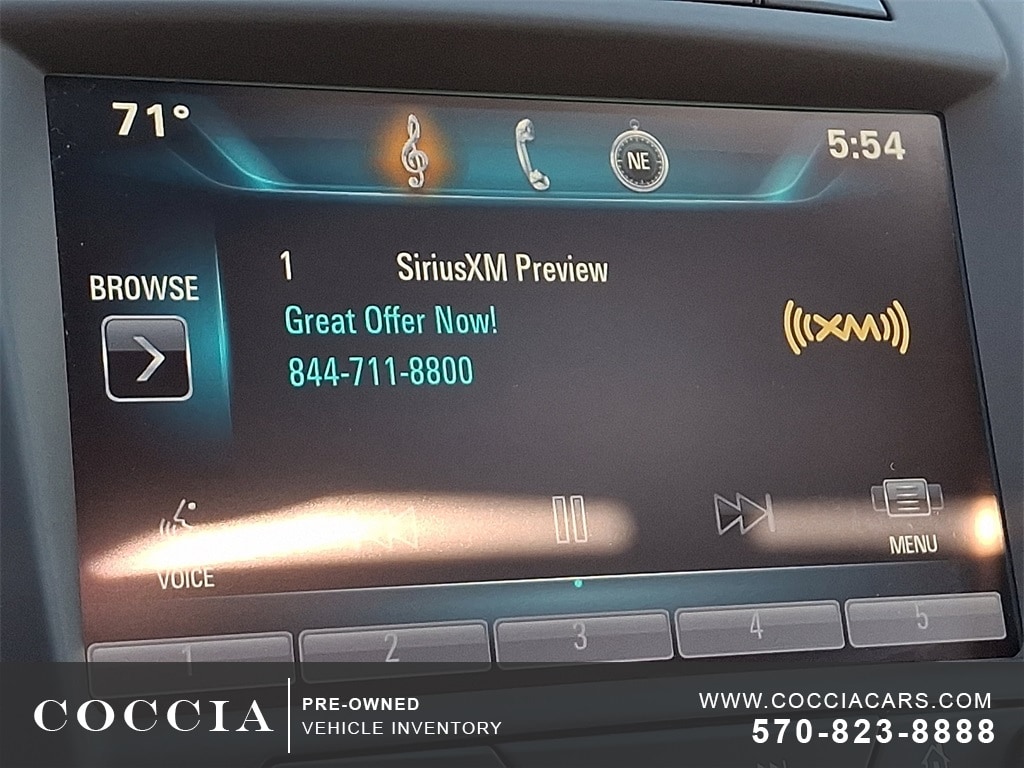 71°
NE
5:54
1 SiriusXM Preview
BROWSE
Great Offer Now!
844-711-8800
((XM))
VOICE
MENU
1 2 3 4 5
COCCIA
PRE-OWNED
VEHICLE INVENTORY
WWW.COCCIACARS.COM
570-823-8888